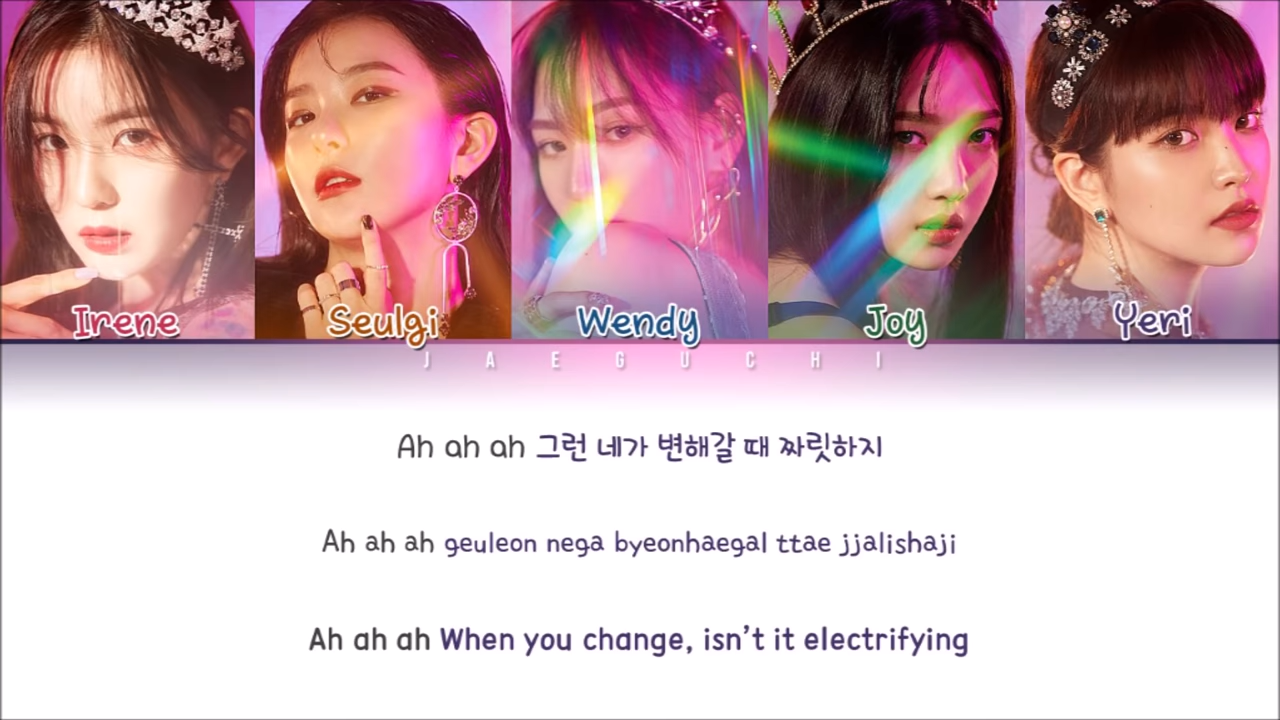 Irene Seulgi Wendy Joy Yeri
JAEGUCHI
Ah ah ah 그런 네가 변해갈 때 짜릿하지
Ah ah ah geuleon nega byeonhaegal ttae jjalishaji
Ah ah ah When you change, isn't it electrifying